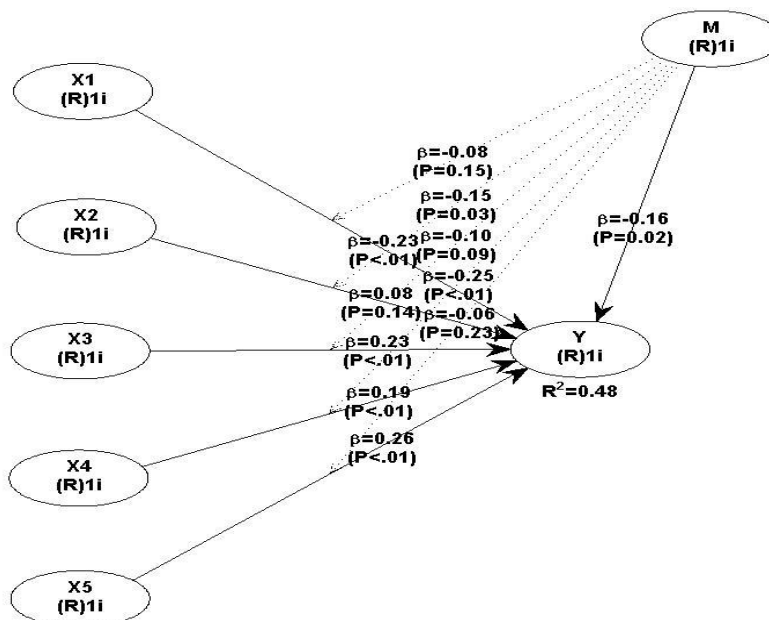 M
(R)1i
X1
(R)1i
β=-0.08
(P=0.15)
β=-0.15
(P=0.03)
X2
(R)1i
β=-0.16
(P=0.02)
β=-0.10
(P=0.09)
β=-0.23
(P<.01)
β=-0.25
(P<.01)
β=0.08
(P=0.14)
β=-0.06
(P=0.23)
X3
(R)1i
β=0.23
(P<.01)
Y
(R)1i
R²=0.48
β=0.19
(P<.01)
β=0.26
(P<.01)
X4
(R)1i
X5
(R)1i